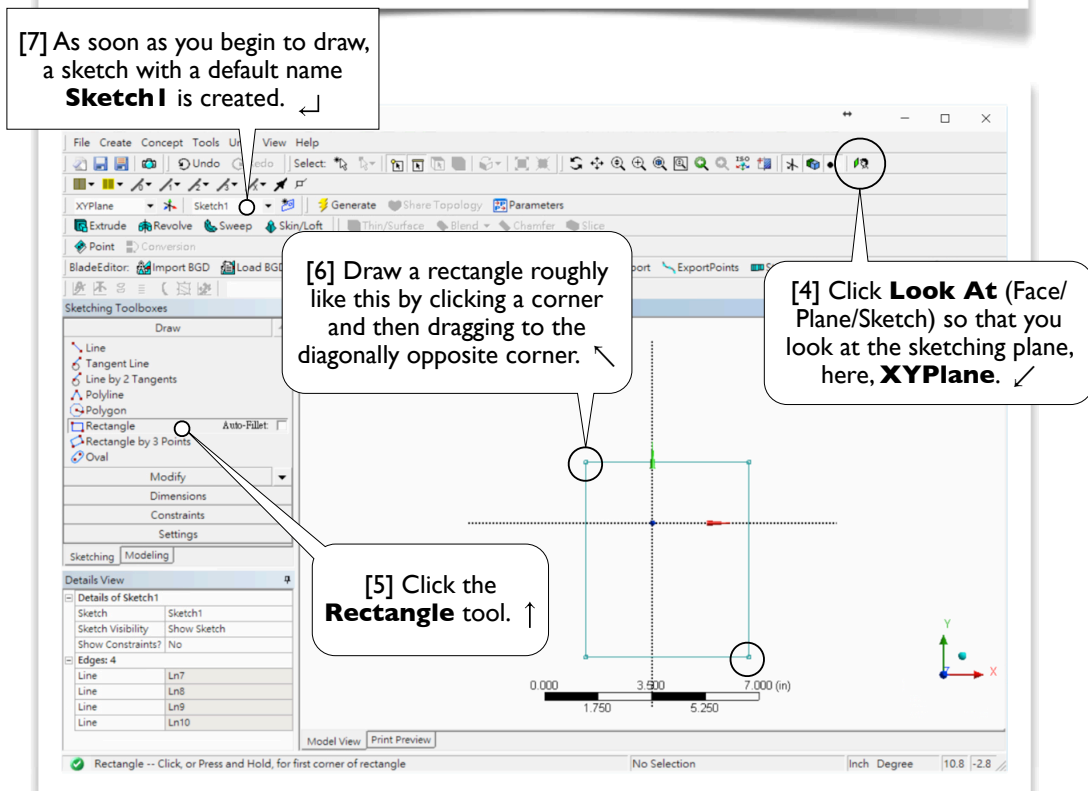 [7] As soon as you begin to draw,
a sketch with a default name
Sketch1 is created. ↵
File Create Concept Tools View Help
Undo Select:
XYPlane Sketch1 Generate Share Topology Parameters
Extrude Revolve Sweep Skin/Loft Thin/Surface Blend Chamfer Slice
Point Conversion
BladeEditor: Import BGD Load BGD ExportPoints
[6] Draw a rectangle roughly
like this by clicking a corner
and then dragging to the
diagonally opposite corner. ↖
[4] Click Look At (Face/
Plane/Sketch) so that you
look at the sketching plane,
here, XYPlane. ↙
Sketching Toolboxes
Draw
Line
Tangent Line
Line by 2 Tangents
Polyline
Polygon
Rectangle Auto-Fillet:
Rectangle by 3 Points
Oval
Modify
Dimensions
Constraints
Settings
Sketching Modeling
[5] Click the
Rectangle tool. ↑
Details View
Details of Sketch1
Sketch Sketch1
Sketch Visibility Show Sketch
Show Constraints? No
Edges: 4
Line Ln7
Line Ln8
Line Ln9
Line Ln10
Y
X
0.000 3.500 7.000 (in)
1.750 5.250
Model View Print Preview
Rectangle -- Click, or Press and Hold, for first corner of rectangle No Selection Inch Degree 10.8 -2.8